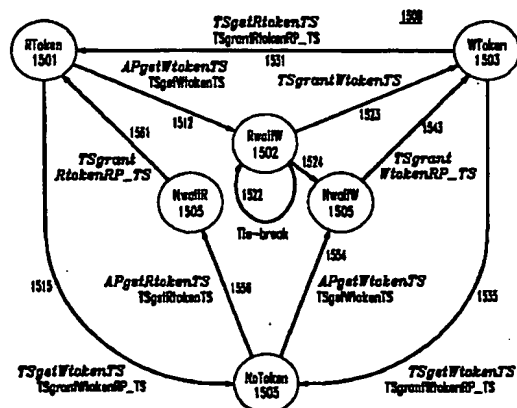 TSgetRtokenTS
TSgrantRtokenRP_TS
1500
RToken
1501
1531
WToken
1503
APgetWtokenTS
TSgetWtokenTS
TSgrantWtokenTS
1512
1523
1561
RwaitW
1502
1524
1543
TSgrant
RtokenRP_TS
TSgrant
WtokenRP_TS
NwaitR
1505
1522
NwaitW
1505
Tie-break
1554
APgetRtokenTS
TSgetRtokenTS
1556
APgetWtokenTS
TSgetWtokenTS
1515
1535
TSgetWtokenTS
TSgrantWtokenRP_TS
NoToken
1505
TSgetWtokenTS
TSgrantWtokenRP_TS